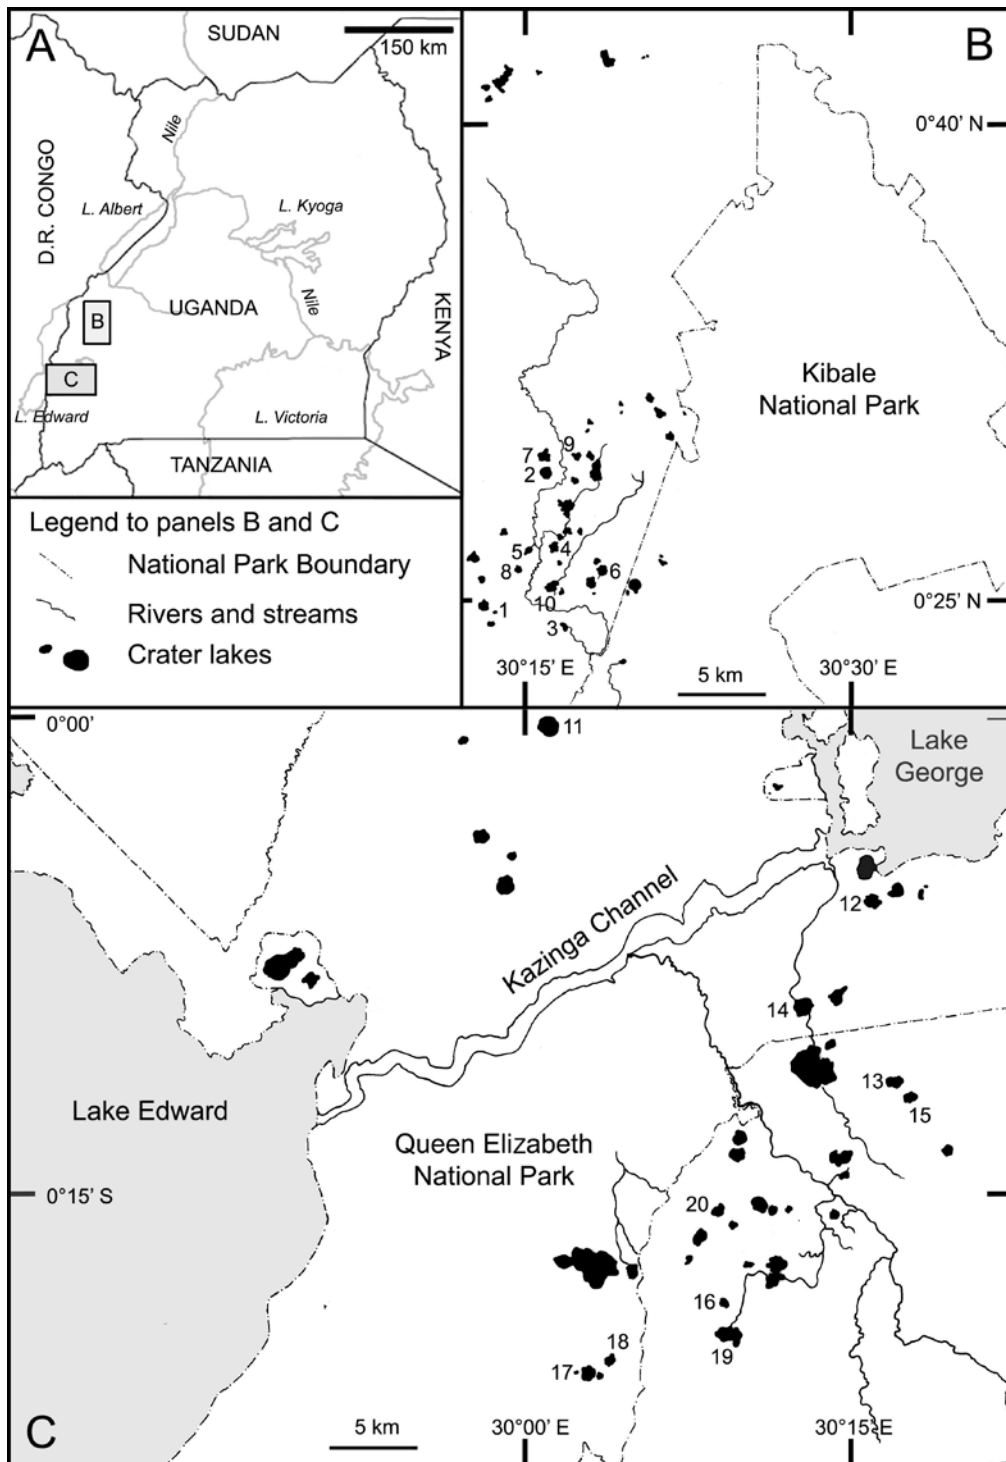 A
SUDAN
150 km
Nile
D.R. CONGO
L. Albert
L. Kyoga
UGANDA
Nile
KENYA
B
C
L. Edward
L. Victoria
TANZANIA
Legend to panels B and C
National Park Boundary
Rivers and streams
Crater lakes
B
0°40' N
Kibale
National Park
9
7
2
5
4
8
6
10
1
3
0°25' N
30°15' E
30°30' E
5 km
0°00'
11
Lake
George
12
Kazinga Channel
14
13
15
Lake Edward
Queen Elizabeth
National Park
0°15' S
20
16
19
18
17
C
5 km
30°00' E
30°15' E